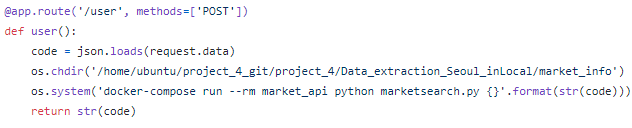 @app.route('/user', methods=['POST'])
def user():
    code = json.loads(request.data)
    os.chdir('/home/ubuntu/project_4_git/project_4/Data_extraction_Seoul_inLocal/market_info')
    os.system('docker-compose run --rm market_api python marketsearch.py {}'.format(str(code)))
    return str(code)